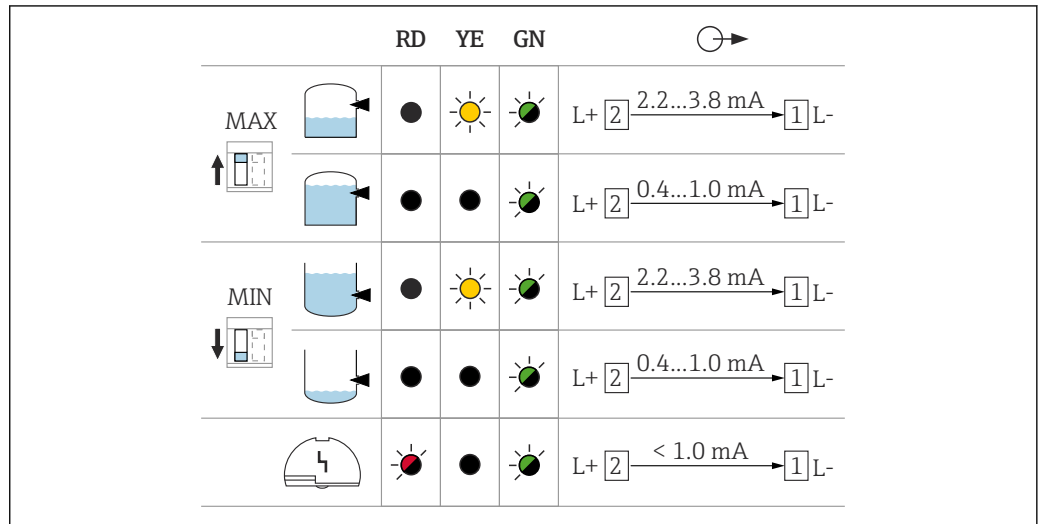 RD YE GN
MAX
L+ 2 2.2...3.8 mA 1 L-
L+ 2 0.4...1.0 mA 1 L-
MIN
L+ 2 2.2...3.8 mA 1 L-
L+ 2 0.4...1.0 mA 1 L-
L+ 2 < 1.0 mA 1 L-